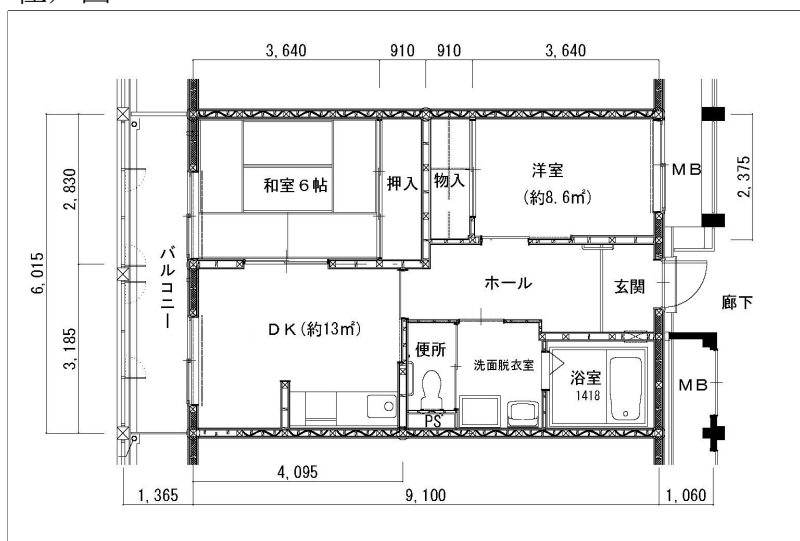 3,640
910
910
3,640
和室6帖
押入
物入
洋室
(約8.6㎡)
MB
2,375
2,830
6,015
3,185
バルコニー
ホール
玄関
廊下
DK(約13㎡)
便所
洗面脱衣室
浴室
1418
MB
PS
4,095
1,365
9,100
1,060